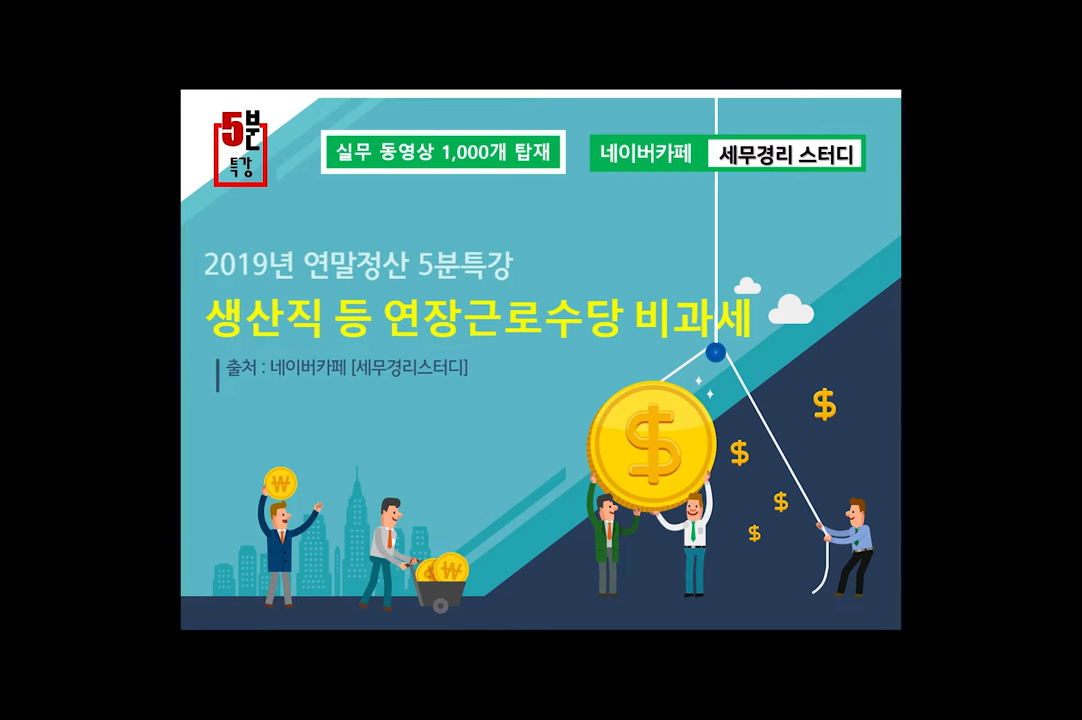 5분
특강
실무 동영상 1,000개 탑재
네이버카페 세무경리 스터디
2019년 연말정산 5분특강
생산직 등 연장근로수당 비과세
출처 : 네이버카페 [세무경리스터디]
$
$
$
$
$
₩
$ ₩